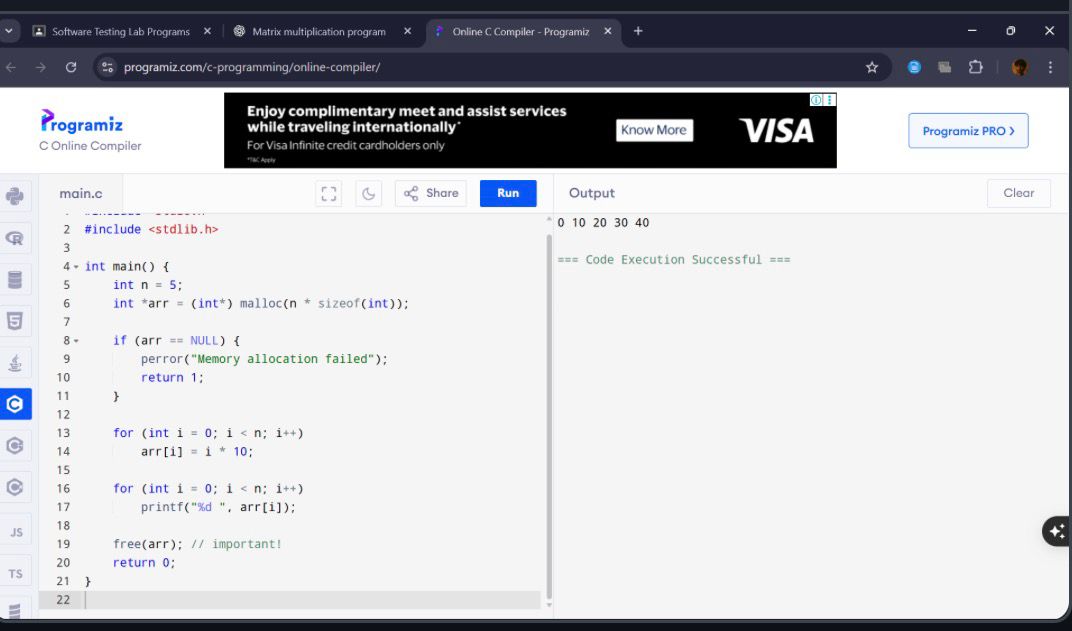 Software Testing Lab Programs
Matrix multiplication program
Online C Compiler - Programiz
programiz.com/c-programming/online-compiler/
Programiz
C Online Compiler
Enjoy complimentary meet and assist services
while traveling internationally*
For Visa Infinite credit cardholders only
*T&C Apply
Know More
VISA
Programiz PRO >
main.c
Share
Run
Output
Clear
2 #include <stdlib.h>
3
4 int main() {
5 int n = 5;
6 int *arr = (int*) malloc(n * sizeof(int));
7
8 if (arr == NULL) {
9 perror("Memory allocation failed");
10 return 1;
11 }
12
13 for (int i = 0; i < n; i++)
14 arr[i] = i * 10;
15
16 for (int i = 0; i < n; i++)
17 printf("%d ", arr[i]);
18
19 free(arr); // important!
20 return 0;
21 }
22
0 10 20 30 40
=== Code Execution Successful ===
JS
TS